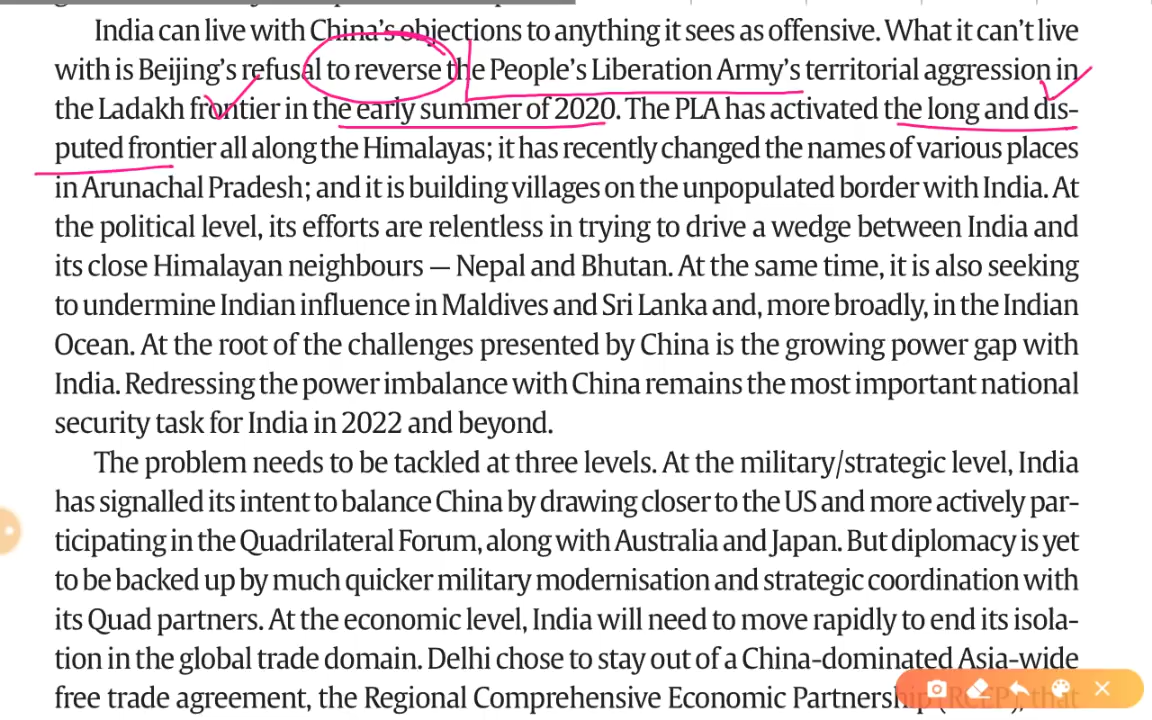 India can live with China's objections to anything it sees as offensive. What it can't live
with is Beijing's refusal to reverse the People's Liberation Army's territorial aggression in
the Ladakh frontier in the early summer of 2020. The PLA has activated the long and dis-
puted frontier all along the Himalayas; it has recently changed the names of various places
in Arunachal Pradesh; and it is building villages on the unpopulated border with India. At
the political level, its efforts are relentless in trying to drive a wedge between India and
its close Himalayan neighbours — Nepal and Bhutan. At the same time, it is also seeking
to undermine Indian influence in Maldives and Sri Lanka and, more broadly, in the Indian
Ocean. At the root of the challenges presented by China is the growing power gap with
India. Redressing the power imbalance with China remains the most important national
security task for India in 2022 and beyond.
The problem needs to be tackled at three levels. At the military/strategic level, India
has signalled its intent to balance China by drawing closer to the US and more actively par-
ticipating in the Quadrilateral Forum, along with Australia and Japan. But diplomacy is yet
to be backed up by much quicker military modernisation and strategic coordination with
its Quad partners. At the economic level, India will need to move rapidly to end its isola-
tion in the global trade domain. Delhi chose to stay out of a China-dominated Asia-wide
free trade agreement, the Regional Comprehensive Economic Partnership (RCEP), that